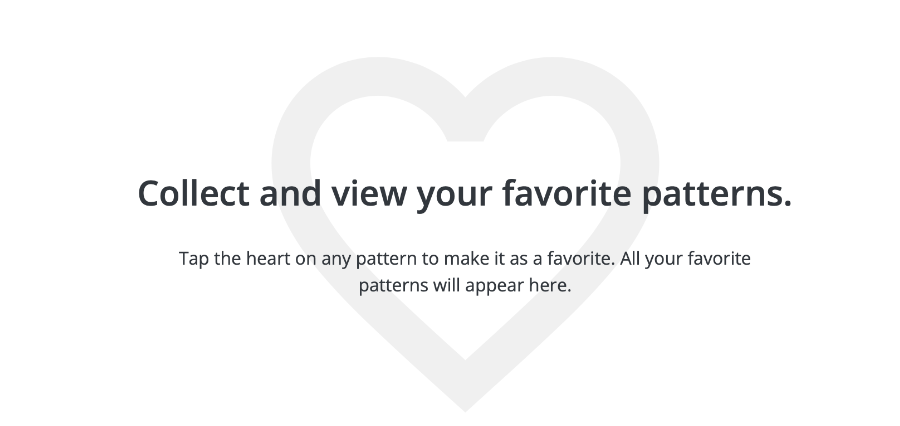 Collect and view your favorite patterns.
Tap the heart on any pattern to make it as a favorite. All your favorite
patterns will appear here.